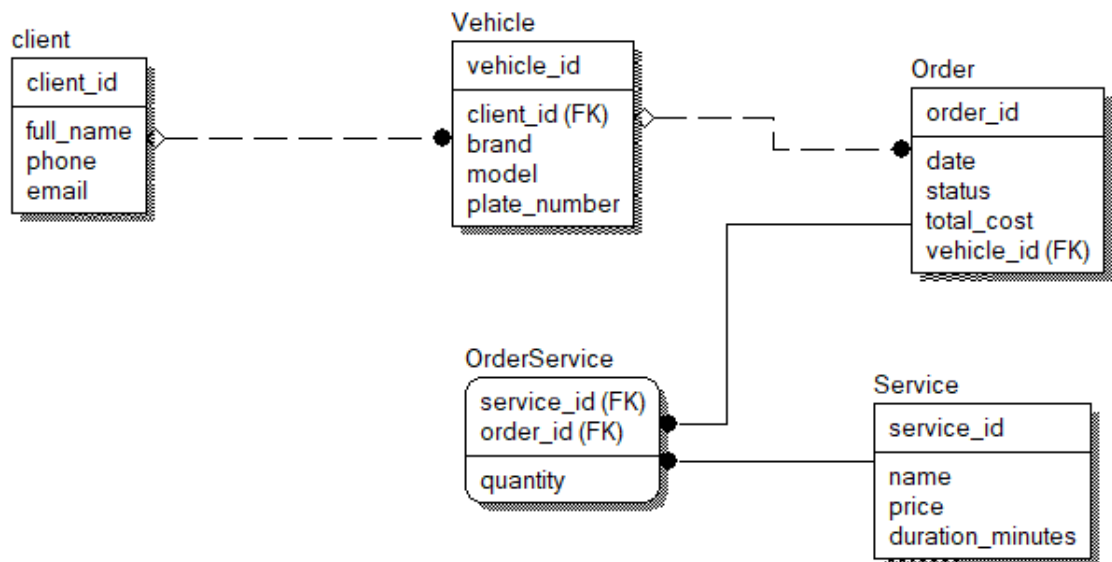 client
client_id
full_name
phone
email
Vehicle
vehicle_id
client_id (FK)
brand
model
plate_number
Order
order_id
date
status
total_cost
vehicle_id (FK)
OrderService
service_id (FK)
order_id (FK)
quantity
Service
service_id
name
price
duration_minutes